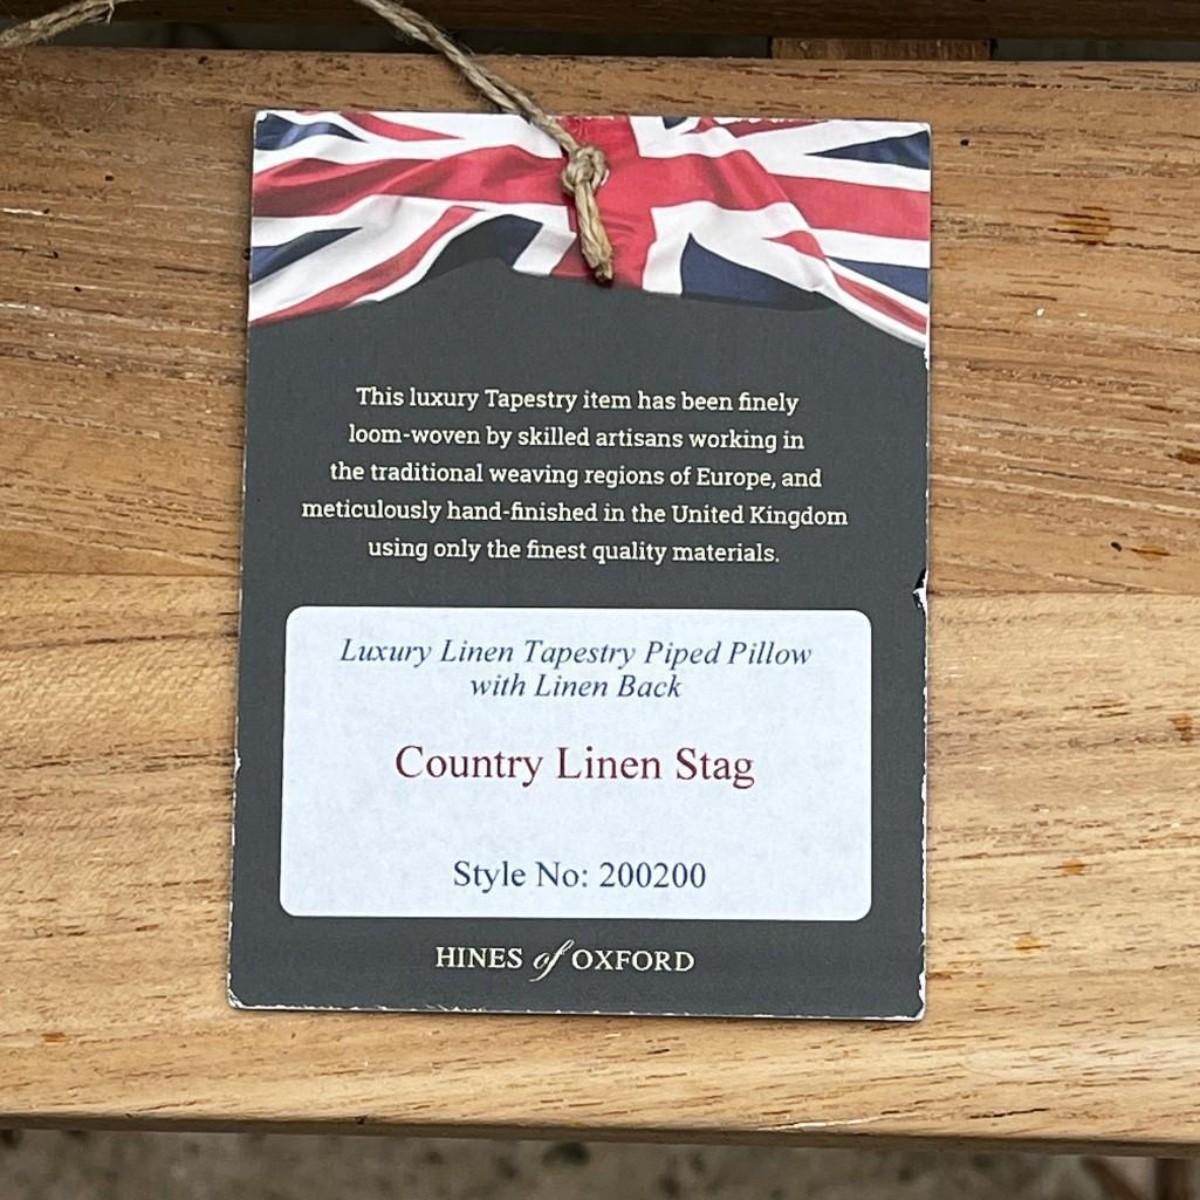 This luxury Tapestry item has been finely
loom-woven by skilled artisans working in
the traditional weaving regions of Europe, and
meticulously hand-finished in the United Kingdom
using only the finest quality materials.
Luxury Linen Tapestry Piped Pillow
with Linen Back
Country Linen Stag
Style No: 200200
HINES of OXFORD